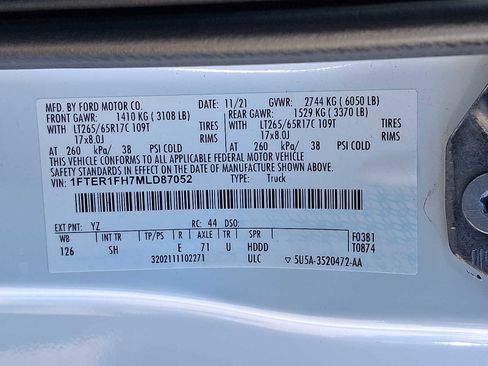 MFD. BY FORD MOTOR CO. 11/21 GVWR: 2744 KG ( 6050 LB)
FRONT GAWR: 1410 KG ( 3108 LB) REAR GAWR: 1529 KG ( 3370 LB)
WITH LT265/65R17C 109T TIRES WITH LT265/65R17C 109T TIRES
17x8.0J RIMS 17x8.0J RIMS
AT 260 kPa/ 38 PSI COLD AT 260 kPa/ 38 PSI COLD
THIS VEHICLE CONFORMS TO ALL APPLICABLE FEDERAL MOTOR VEHICLE
SAFETY STANDARDS IN EFFECT ON THE DATE OF MANUFACTURE SHOWN ABOVE.
VIN: 1FTER1FH7MLD87052 TYPE: Truck
EXT PNT: YZ RC: 44 DSO:
WB INT TR TP/PS R AXLE TR SPR F0381
126 SH E 71 U HDDD T0874
3202111102271 ULC 5U5A-3520472-AA